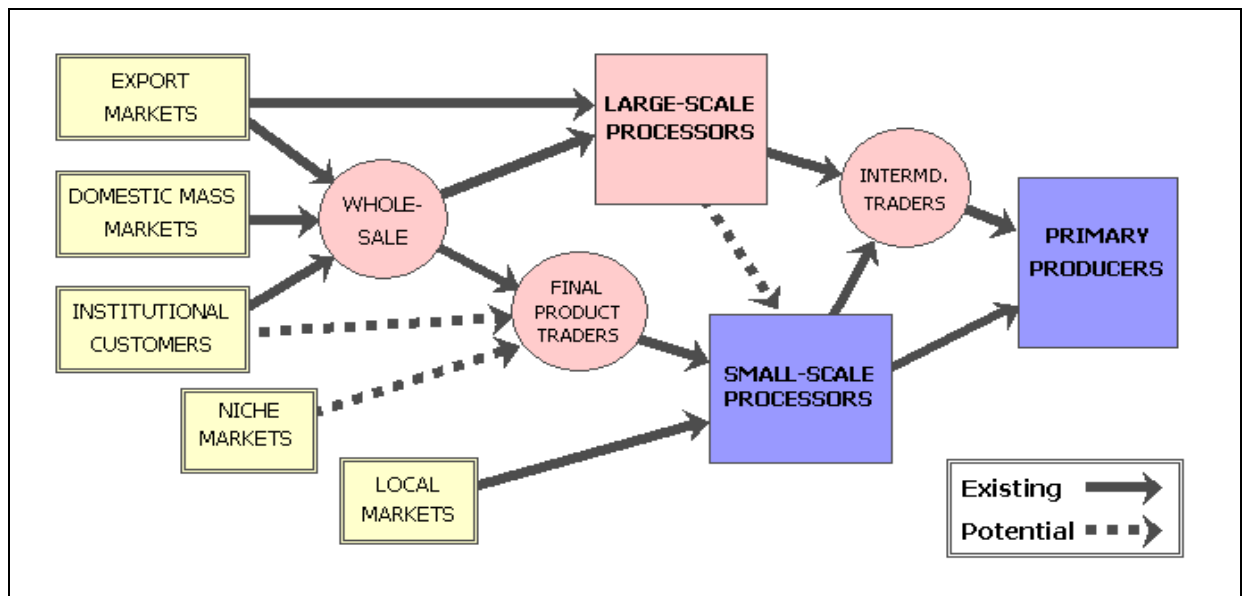 EXPORT
MARKETS
DOMESTIC MASS
MARKETS
INSTITUTIONAL
CUSTOMERS
NICHE
MARKETS
LOCAL
MARKETS
WHOLE-
SALE
FINAL
PRODUCT
TRADERS
LARGE-SCALE
PROCESSORS
SMALL-SCALE
PROCESSORS
INTERMD.
TRADERS
PRIMARY
PRODUCERS
Existing
Potential